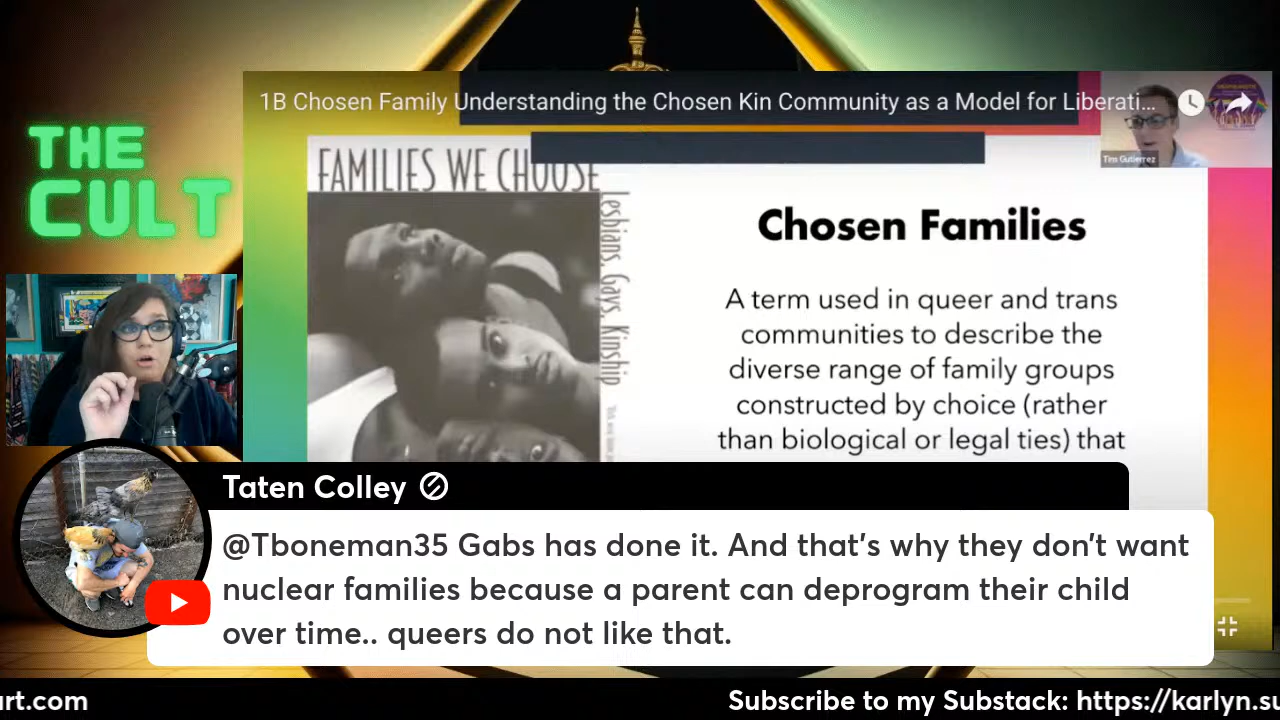 THE
CULT
1B Chosen Family Understanding the Chosen Kin Community as a Model for Liberati...
Tim Gutierrez
FAMILIES WE CHOOSE
Lesbians, Gays, Kinship
Chosen Families
A term used in queer and trans
communities to describe the
diverse range of family groups
constructed by choice (rather
than biological or legal ties) that
Taten Colley
@Tboneman35 Gabs has done it. And that's why they don't want
nuclear families because a parent can deprogram their child
over time.. queers do not like that.
art.com
Subscribe to my Substack: https://karlyn.su